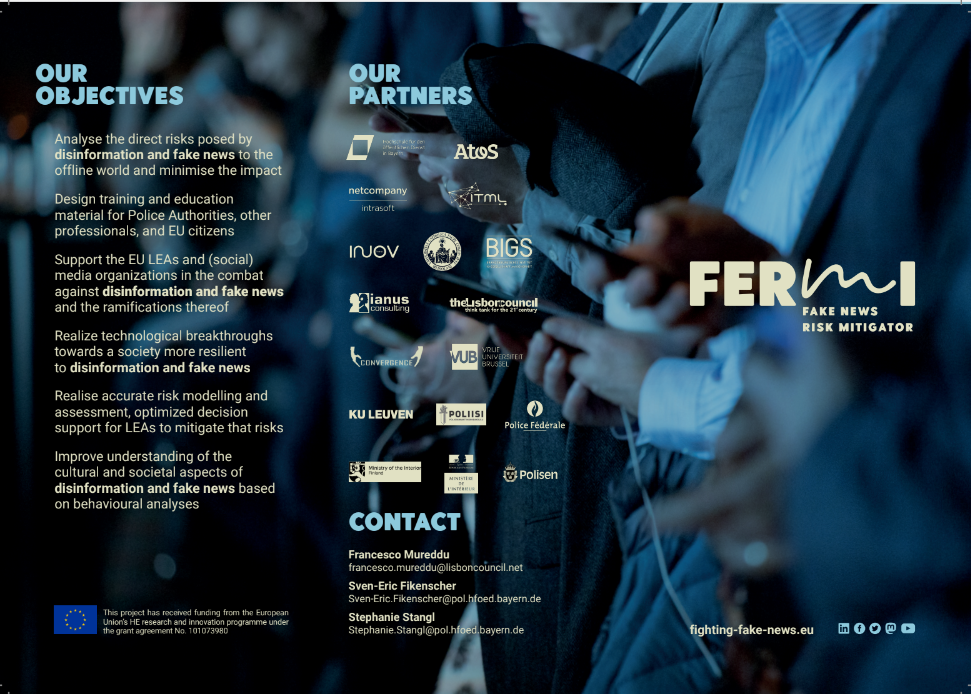 OUR
OBJECTIVES
Analyse the direct risks posed by
disinformation and fake news to the
offline world and minimise the impact
Design training and education
material for Police Authorities, other
professionals, and EU citizens
Support the EU LEAs and (social)
media organizations in the combat
against disinformation and fake news
and the ramifications thereof
Realize technological breakthroughs
towards a society more resilient
to disinformation and fake news
Realise accurate risk modelling and
assessment, optimized decision
support for LEAs to mitigate that risks
Improve understanding of the
cultural and societal aspects of
disinformation and fake news based
on behavioural analyses
This project has received funding from the European
Union's HE research and innovation programme under
the grant agreement No. 101073980
OUR
PARTNERS
Hochschule für den
öffentlichen Dienst
in Bayern
Atos
netcompany
intrasoft
ITML
INOV
BIGS
ianus
consulting
theLisboncouncil
think tank for the 21st century
CONVERGENCE
VUB
VRIJE
UNIVERSITEIT
BRUSSEL
KU LEUVEN
POLIISI
Police Fédérale
Ministry of the Interior
Finland
MINISTÈRE
DE
L'INTÉRIEUR
Polisen
CONTACT
Francesco Mureddu
francesco.mureddu@lisboncouncil.net
Sven-Eric Fikenscher
Sven-Eric.Fikenscher@pol.hfoed.bayern.de
Stephanie Stangl
Stephanie.Stangl@pol.hfoed.bayern.de
FERMI
FAKE NEWS
RISK MITIGATOR
fighting-fake-news.eu